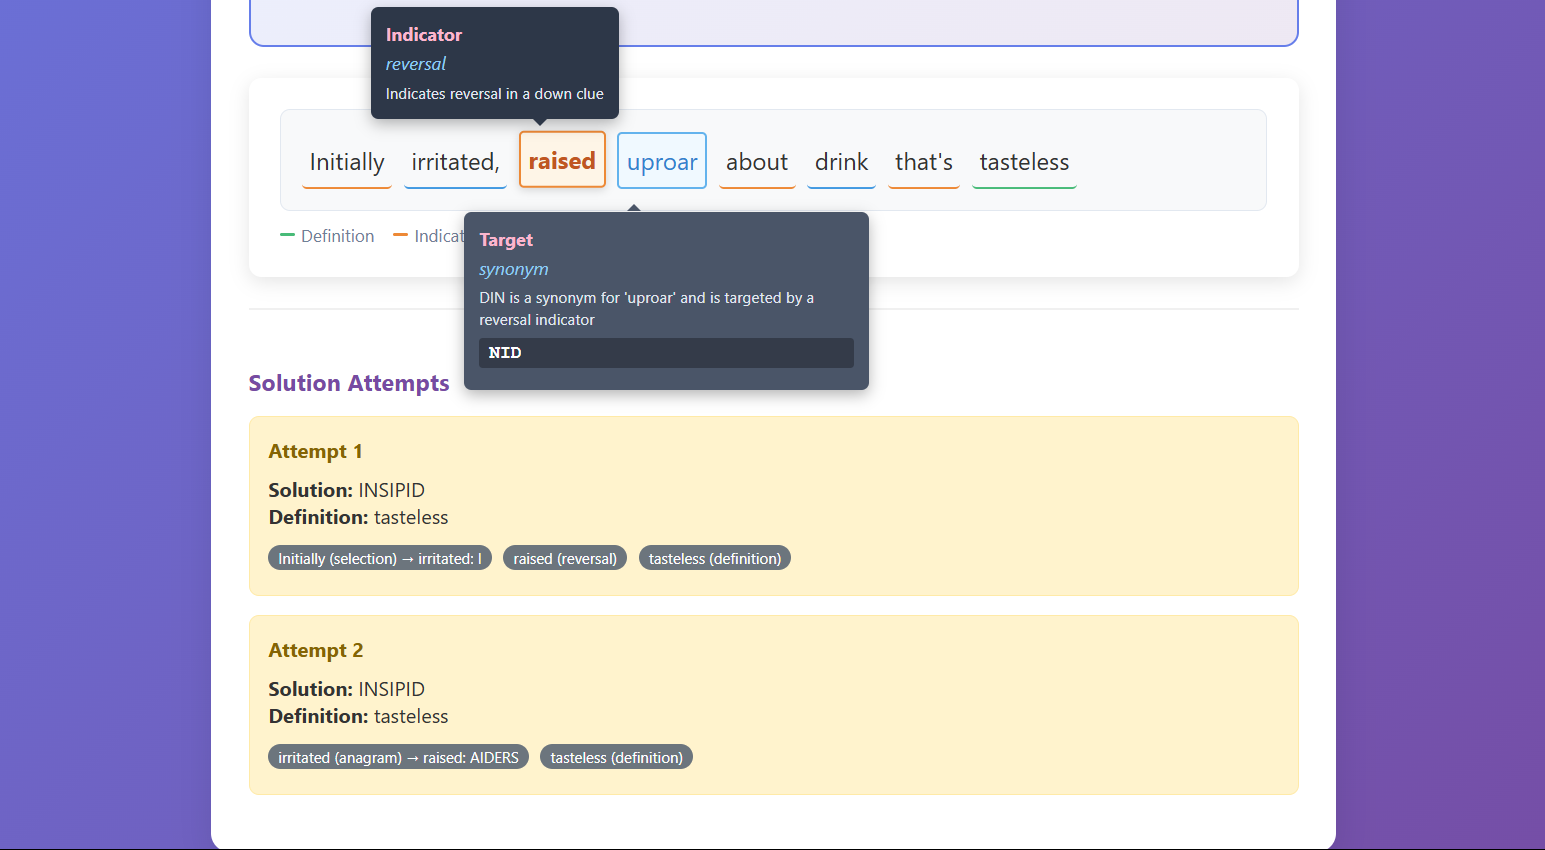 Indicator
reversal
Indicates reversal in a down clue
Initially irritated, raised uproar about drink that's tasteless
Definition Indicat
Target
synonym
DIN is a synonym for 'uproar' and is targeted by a
reversal indicator
NID
Solution Attempts
Attempt 1
Solution: INSIPID
Definition: tasteless
Initially (selection) → irritated: I raised (reversal) tasteless (definition)
Attempt 2
Solution: INSIPID
Definition: tasteless
irritated (anagram) → raised: AIDERS tasteless (definition)